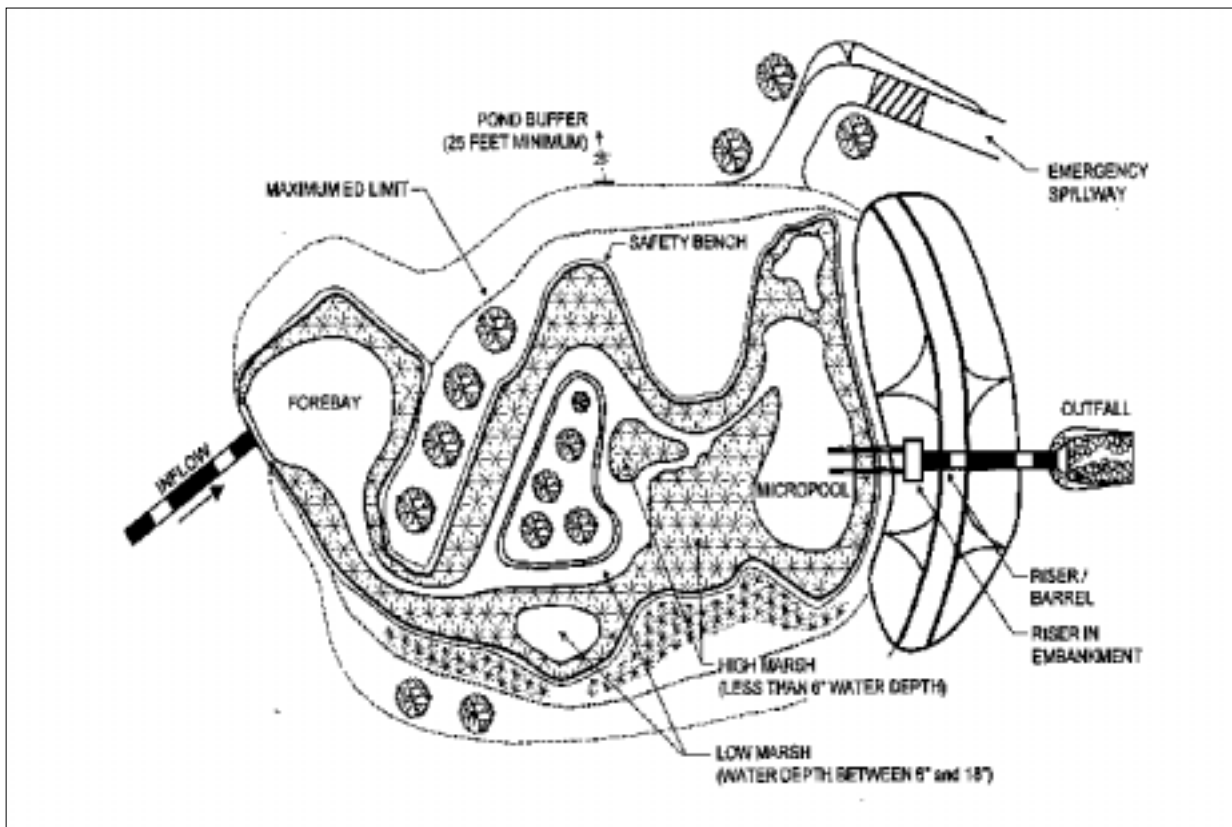 POND BUFFER
(25 FEET MINIMUM)
25'
EMERGENCY
SPILLWAY
MAXIMUM ED LIMIT
SAFETY BENCH
FOREBAY
OUTFALL
INFLOW
MICROPOOL
RISER /
BARREL
RISER IN
EMBANKMENT
HIGH MARSH
(LESS THAN 6" WATER DEPTH)
LOW MARSH
(WATER DEPTH BETWEEN 6" and 18")